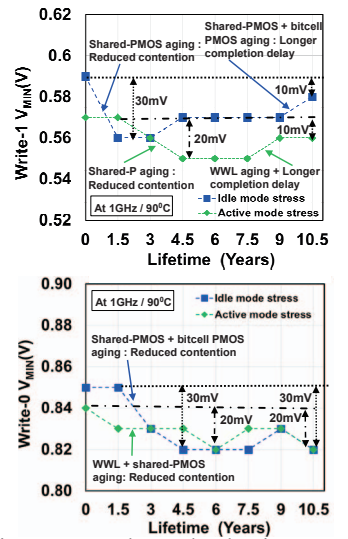 0.62
0.60
0.58
0.56
0.54
0.52
Write-1 VMIN(V)
Shared-PMOS aging :
Reduced contention
Shared-PMOS + bitcell
PMOS aging : Longer
completion delay
30mV
10mV
20mV
10mV
Shared-P aging :
Reduced contention
WWL aging + Longer
completion delay
At 1GHz / 90⁰C
Idle mode stress
Active mode stress
0 1.5 3 4.5 6 7.5 9 10.5
Lifetime (Years)
0.90
0.88
0.86
0.84
0.82
0.80
Write-0 VMIN(V)
At 1GHz / 90⁰C
Idle mode stress
Active mode stress
Shared-PMOS + bitcell PMOS
aging : Reduced contention
30mV
30mV
20mV
20mV
WWL + shared-PMOS
aging: Reduced contention
0 1.5 3 4.5 6 7.5 9 10.5
Lifetime (Years)